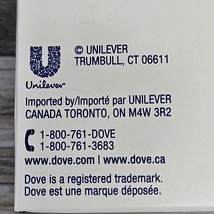 © UNILEVER
TRUMBULL, CT 06611
Unilever
Imported by/Importé par UNILEVER
CANADA TORONTO, ON M4W 3R2
1-800-761-DOVE
1-800-761-3683
www.dove.com www.dove.ca
Dove is a registered trademark.
Dove est une marque déposée.